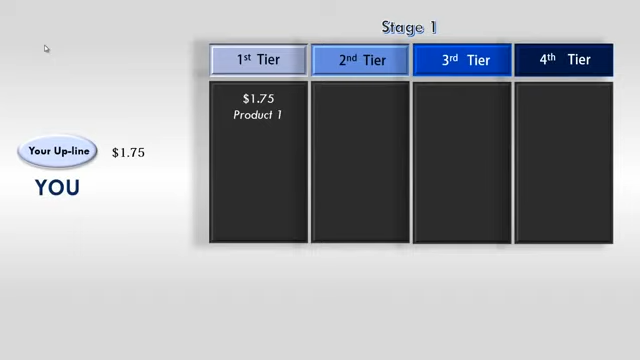 Stage 1
1st Tier
2nd Tier
3rd Tier
4th Tier
$1.75
Product 1
Your Up-line
$1.75
YOU